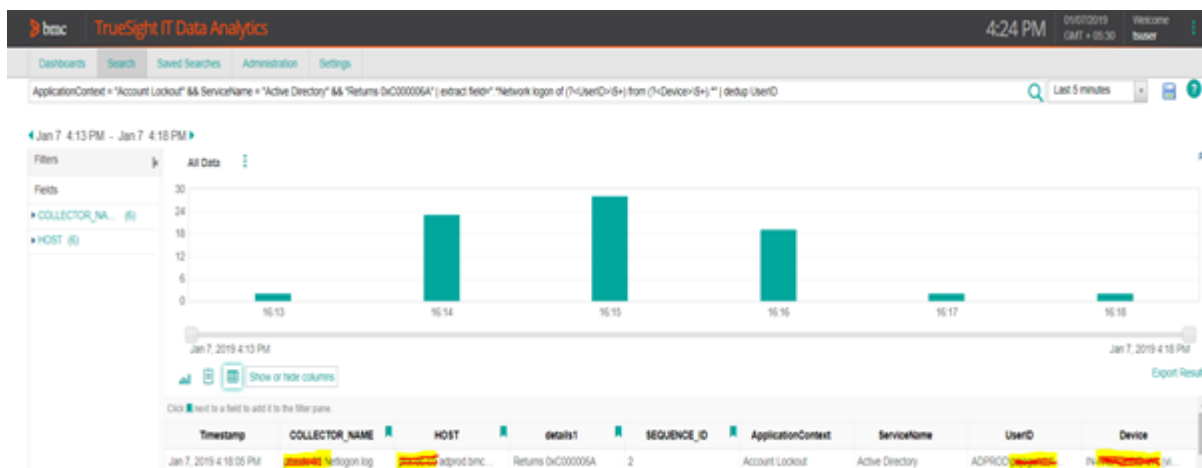 bmc TrueSight IT Data Analytics 4:24 PM 01/07/2019 GMT + 05:30 Welcome tsuser
Dashboards Search Saved Searches Administration Settings
ApplicationContext = "Account Lockout" && ServiceName = "Active Directory" && "Returns 0xC000006A" | extract field=".*Network logon of (?<UserID>\S+) from (?<Device>\S+).*" | dedup UserID Last 5 minutes
Jan 7 4:13 PM - Jan 7 4:18 PM
Filters All Data
Fields
COLLECTOR_NA... (6)
HOST (6)
30
24
18
12
6
0
16:13 16:14 16:15 16:16 16:17 16:18
Jan 7, 2019 4:13 PM Jan 7, 2019 4:18 PM
Show or hide columns Export Result
Click next to a field to add it to the filter pane.
Timestamp COLLECTOR_NAME HOST details1 SEQUENCE_ID ApplicationContext ServiceName UserID Device
Jan 7, 2019 4:18:05 PM Netlogon.log adprod.bmc... Returns 0xC000006A 2 Account Lockout Active Directory ADPROD